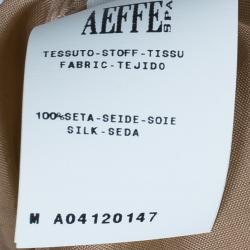 AEFFE SPA
TESSUTO-STOFF-TISSU
FABRIC-TEJIDO
100%SETA-SEIDE-SOIE
SILK-SEDA
M A04120147